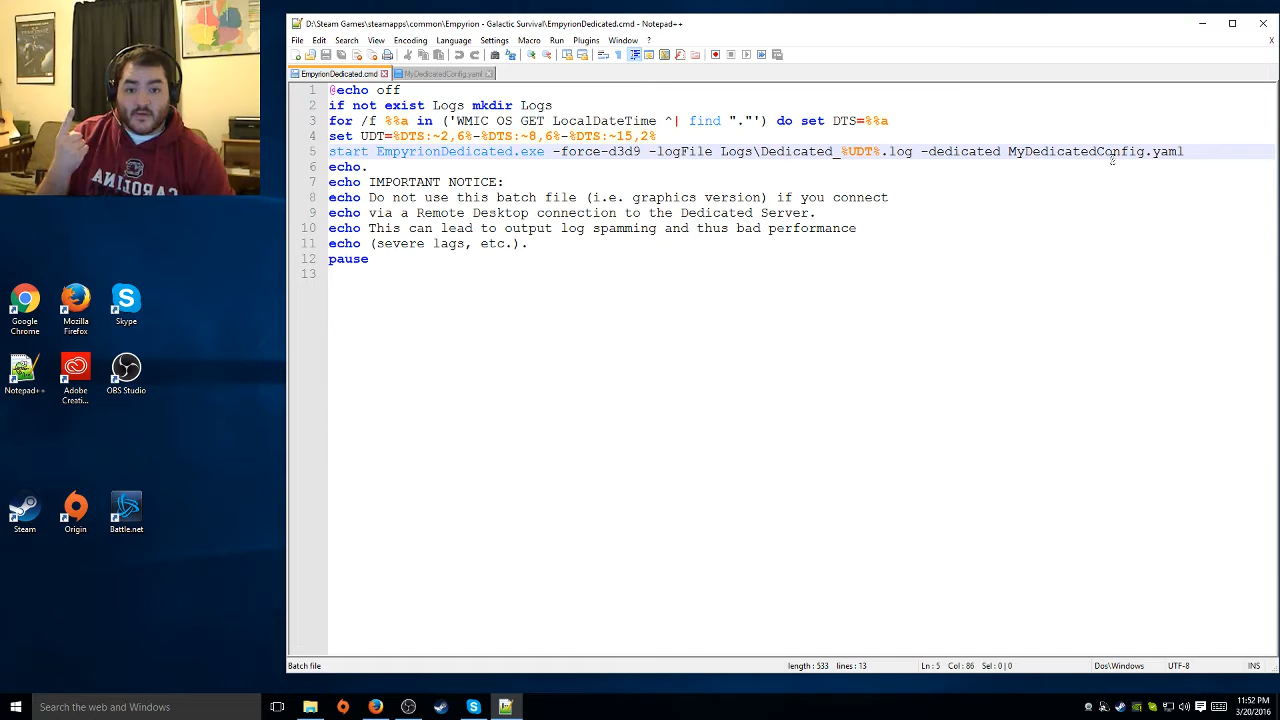 D:\Steam Games\steamapps\common\Empyrion - Galactic Survival\EmpyrionDedicated.cmd - Notepad++
File Edit Search View Encoding Language Settings Macro Run Plugins Window ?
X
EmpyrionDedicated.cmd
MyDedicatedConfig.yaml
1 @echo off
2 if not exist Logs mkdir Logs
3 for /f %%a in ('WMIC OS GET LocalDateTime ^| find "."') do set DTS=%%a
4 set UDT=%DTS:~2,6%-%DTS:~8,6%-%DTS:~15,2%
5 start EmpyrionDedicated.exe -force-d3d9 -logFile Logs\Dedicated_%UDT%.log -dedicated MyDedicatedConfig.yaml
6 echo.
7 echo IMPORTANT NOTICE:
8 echo Do not use this batch file (i.e. graphics version) if you connect
9 echo via a Remote Desktop connection to the Dedicated Server.
10 echo This can lead to output log spamming and thus bad performance
11 echo (severe lags, etc.).
12 pause
13
CAROLINA
Google Chrome
Mozilla Firefox
Skype
Notepad++
Adobe Creati...
OBS Studio
Steam
Origin
Battle.net
Batch file length : 533 lines : 13 Ln : 5 Col : 86 Sel : 0 | 0 Dos\Windows UTF-8 INS
Search the web and Windows
11:52 PM
3/20/2016